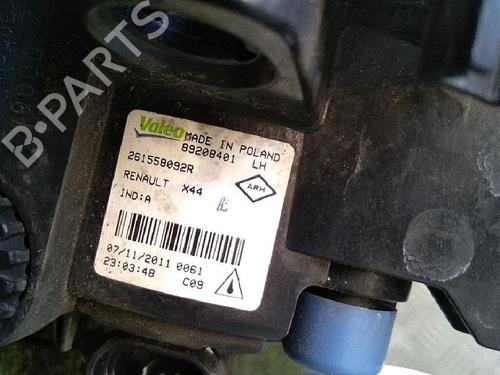 B-PARTS
Valeo MADE IN POLAND
89208401 LH
261558092R
RENAULT X44
ARH
IND:A
07/11/2011 0061
23:03:48 C09